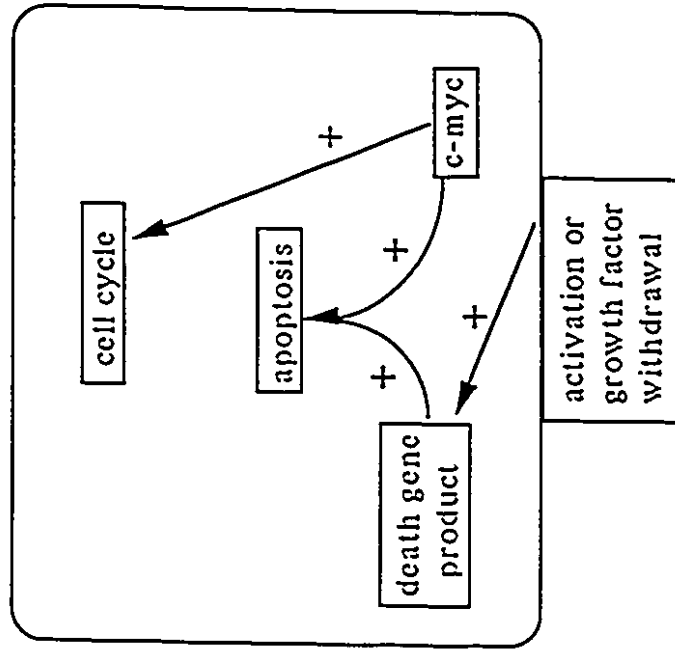 cell cycle
+
apoptosis
+
c-myc
+
death gene
product
+
activation or
growth factor
withdrawal